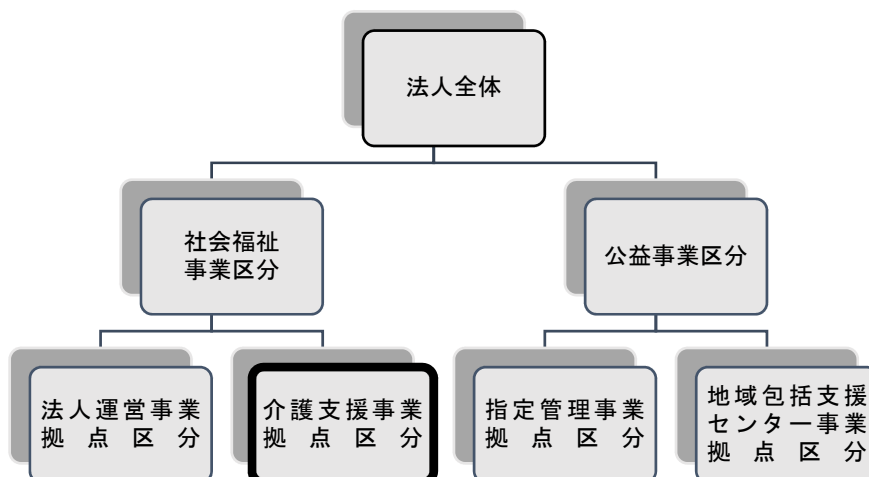 法人全体
社会福祉
事業区分
公益事業区分
法人運営事業
拠点区分
介護支援事業
拠点区分
指定管理事業
拠点区分
地域包括支援
センター事業
拠点区分